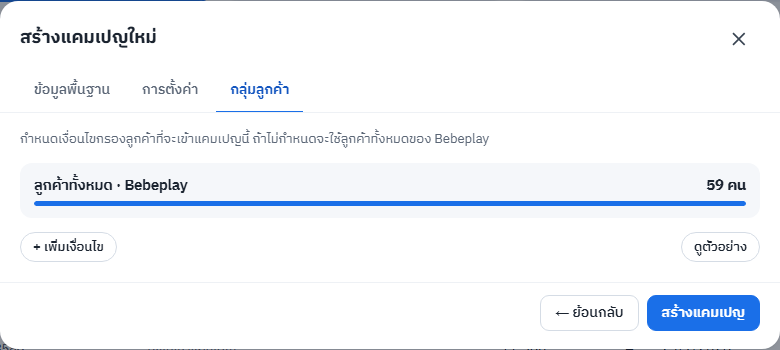 สร้างแคมเปญใหม่
ข้อมูลพื้นฐาน การตั้งค่า กลุ่มลูกค้า
กำหนดเงื่อนไขกรองลูกค้าที่จะเข้าแคมเปญนี้ ถ้าไม่กำหนดจะใช้ลูกค้าทั้งหมดของ Bebeplay
ลูกค้าทั้งหมด · Bebeplay 59 คน
+ เพิ่มเงื่อนไข ดูตัวอย่าง
← ย้อนกลับ สร้างแคมเปญ